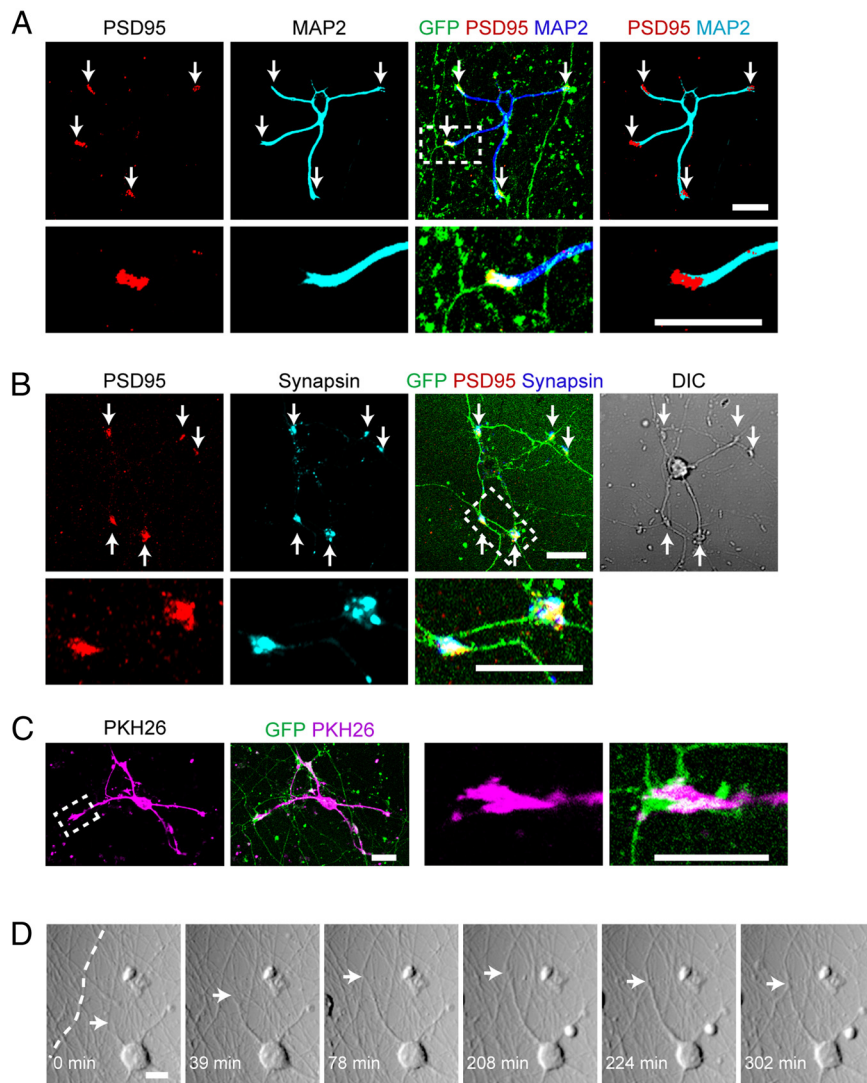 A
PSD95 MAP2 GFP PSD95 MAP2 PSD95 MAP2
B
PSD95 Synapsin GFP PSD95 Synapsin DIC
C
PKH26 GFP PKH26
D
0 min 39 min 78 min 208 min 224 min 302 min